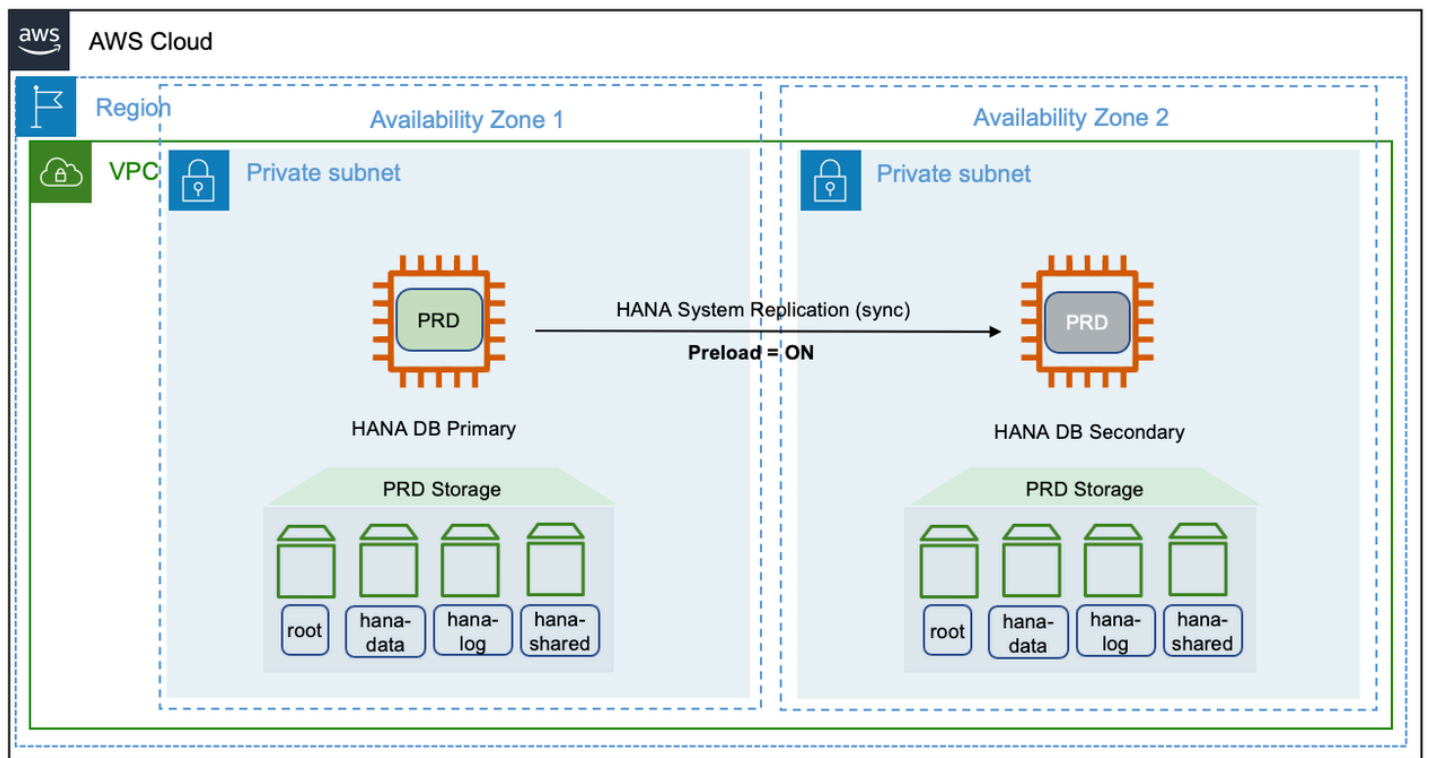 aws
AWS Cloud
Region
Availability Zone 1
Availability Zone 2
VPC
Private subnet
Private subnet
PRD
HANA System Replication (sync)
Preload = ON
PRD
HANA DB Primary
HANA DB Secondary
PRD Storage
root
hana-
data
hana-
log
hana-
shared
PRD Storage
root
hana-
data
hana-
log
hana-
shared